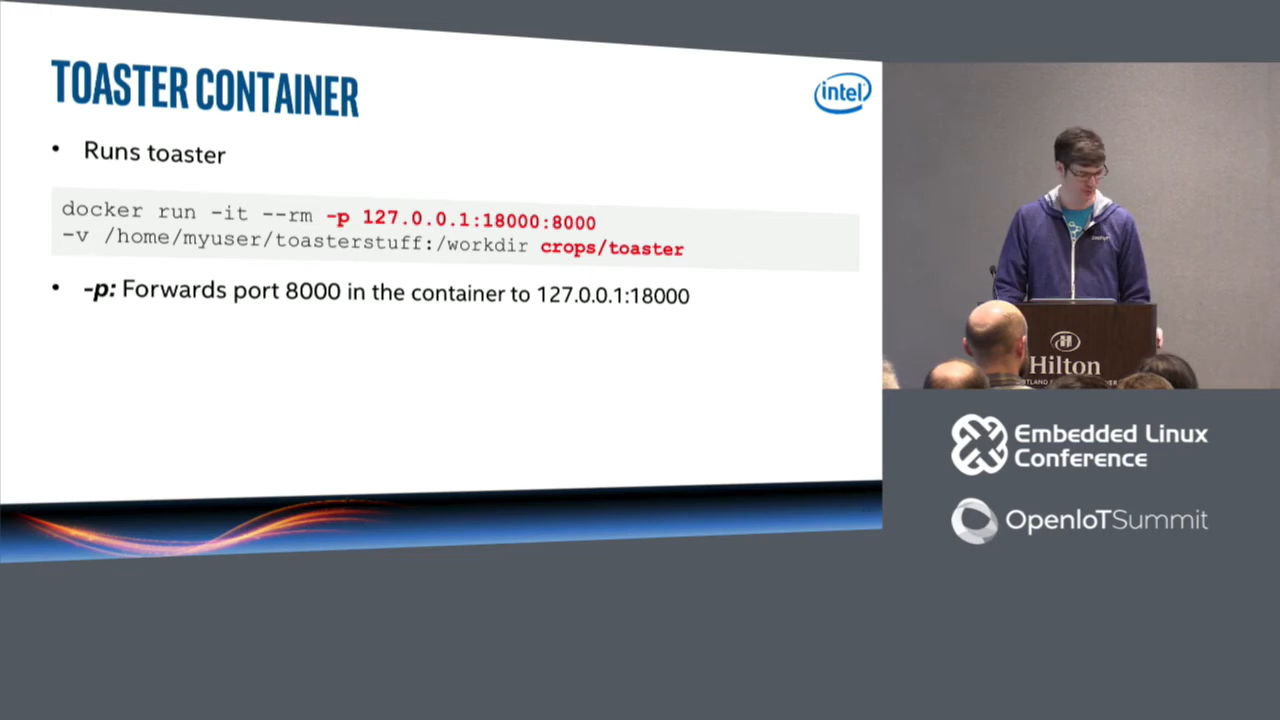 TOASTER CONTAINER
intel
• Runs toaster
docker run -it --rm -p 127.0.0.1:18000:8000
-v /home/myuser/toasterstuff:/workdir crops/toaster
• -p: Forwards port 8000 in the container to 127.0.0.1:18000
Hilton
Embedded Linux
Conference
OpenIoTSummit